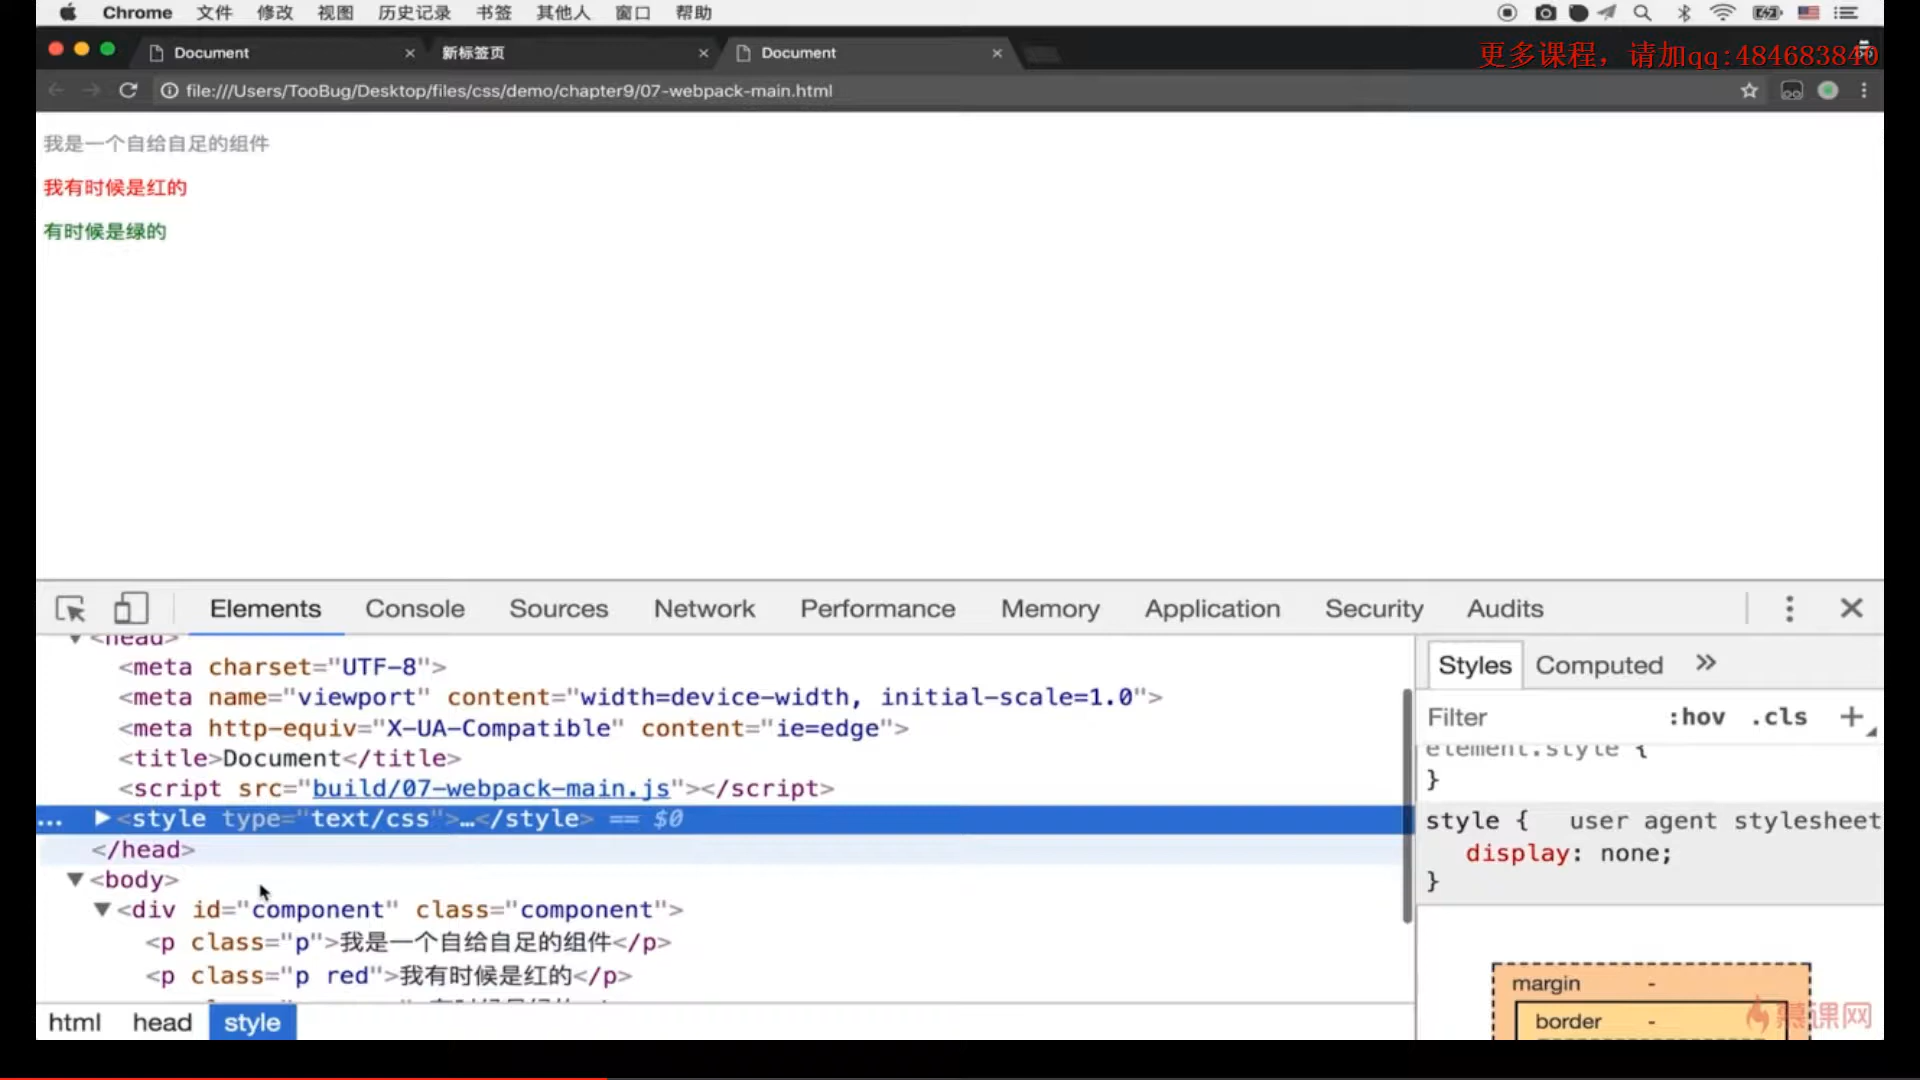 Chrome 文件 修改 视图 历史记录 书签 其他人 窗口 帮助
Document 新标签页 Document
更多课程，请加qq:484683840
file:///Users/TooBug/Desktop/files/css/demo/chapter9/07-webpack-main.html
我是一个自给自足的组件
我有时候是红的
有时候是绿的
Elements Console Sources Network Performance Memory Application Security Audits
<head>
<meta charset="UTF-8">
<meta name="viewport" content="width=device-width, initial-scale=1.0">
<meta http-equiv="X-UA-Compatible" content="ie=edge">
<title>Document</title>
<script src="build/07-webpack-main.js"></script>
... <style type="text/css">…</style> == $0
</head>
<body>
<div id="component" class="component">
<p class="p">我是一个自给自足的组件</p>
<p class="p red">我有时候是红的</p>
html head style
Styles Computed »
Filter :hov .cls +
element.style {
}
style { user agent stylesheet
display: none;
}
margin -
border -
慕课网